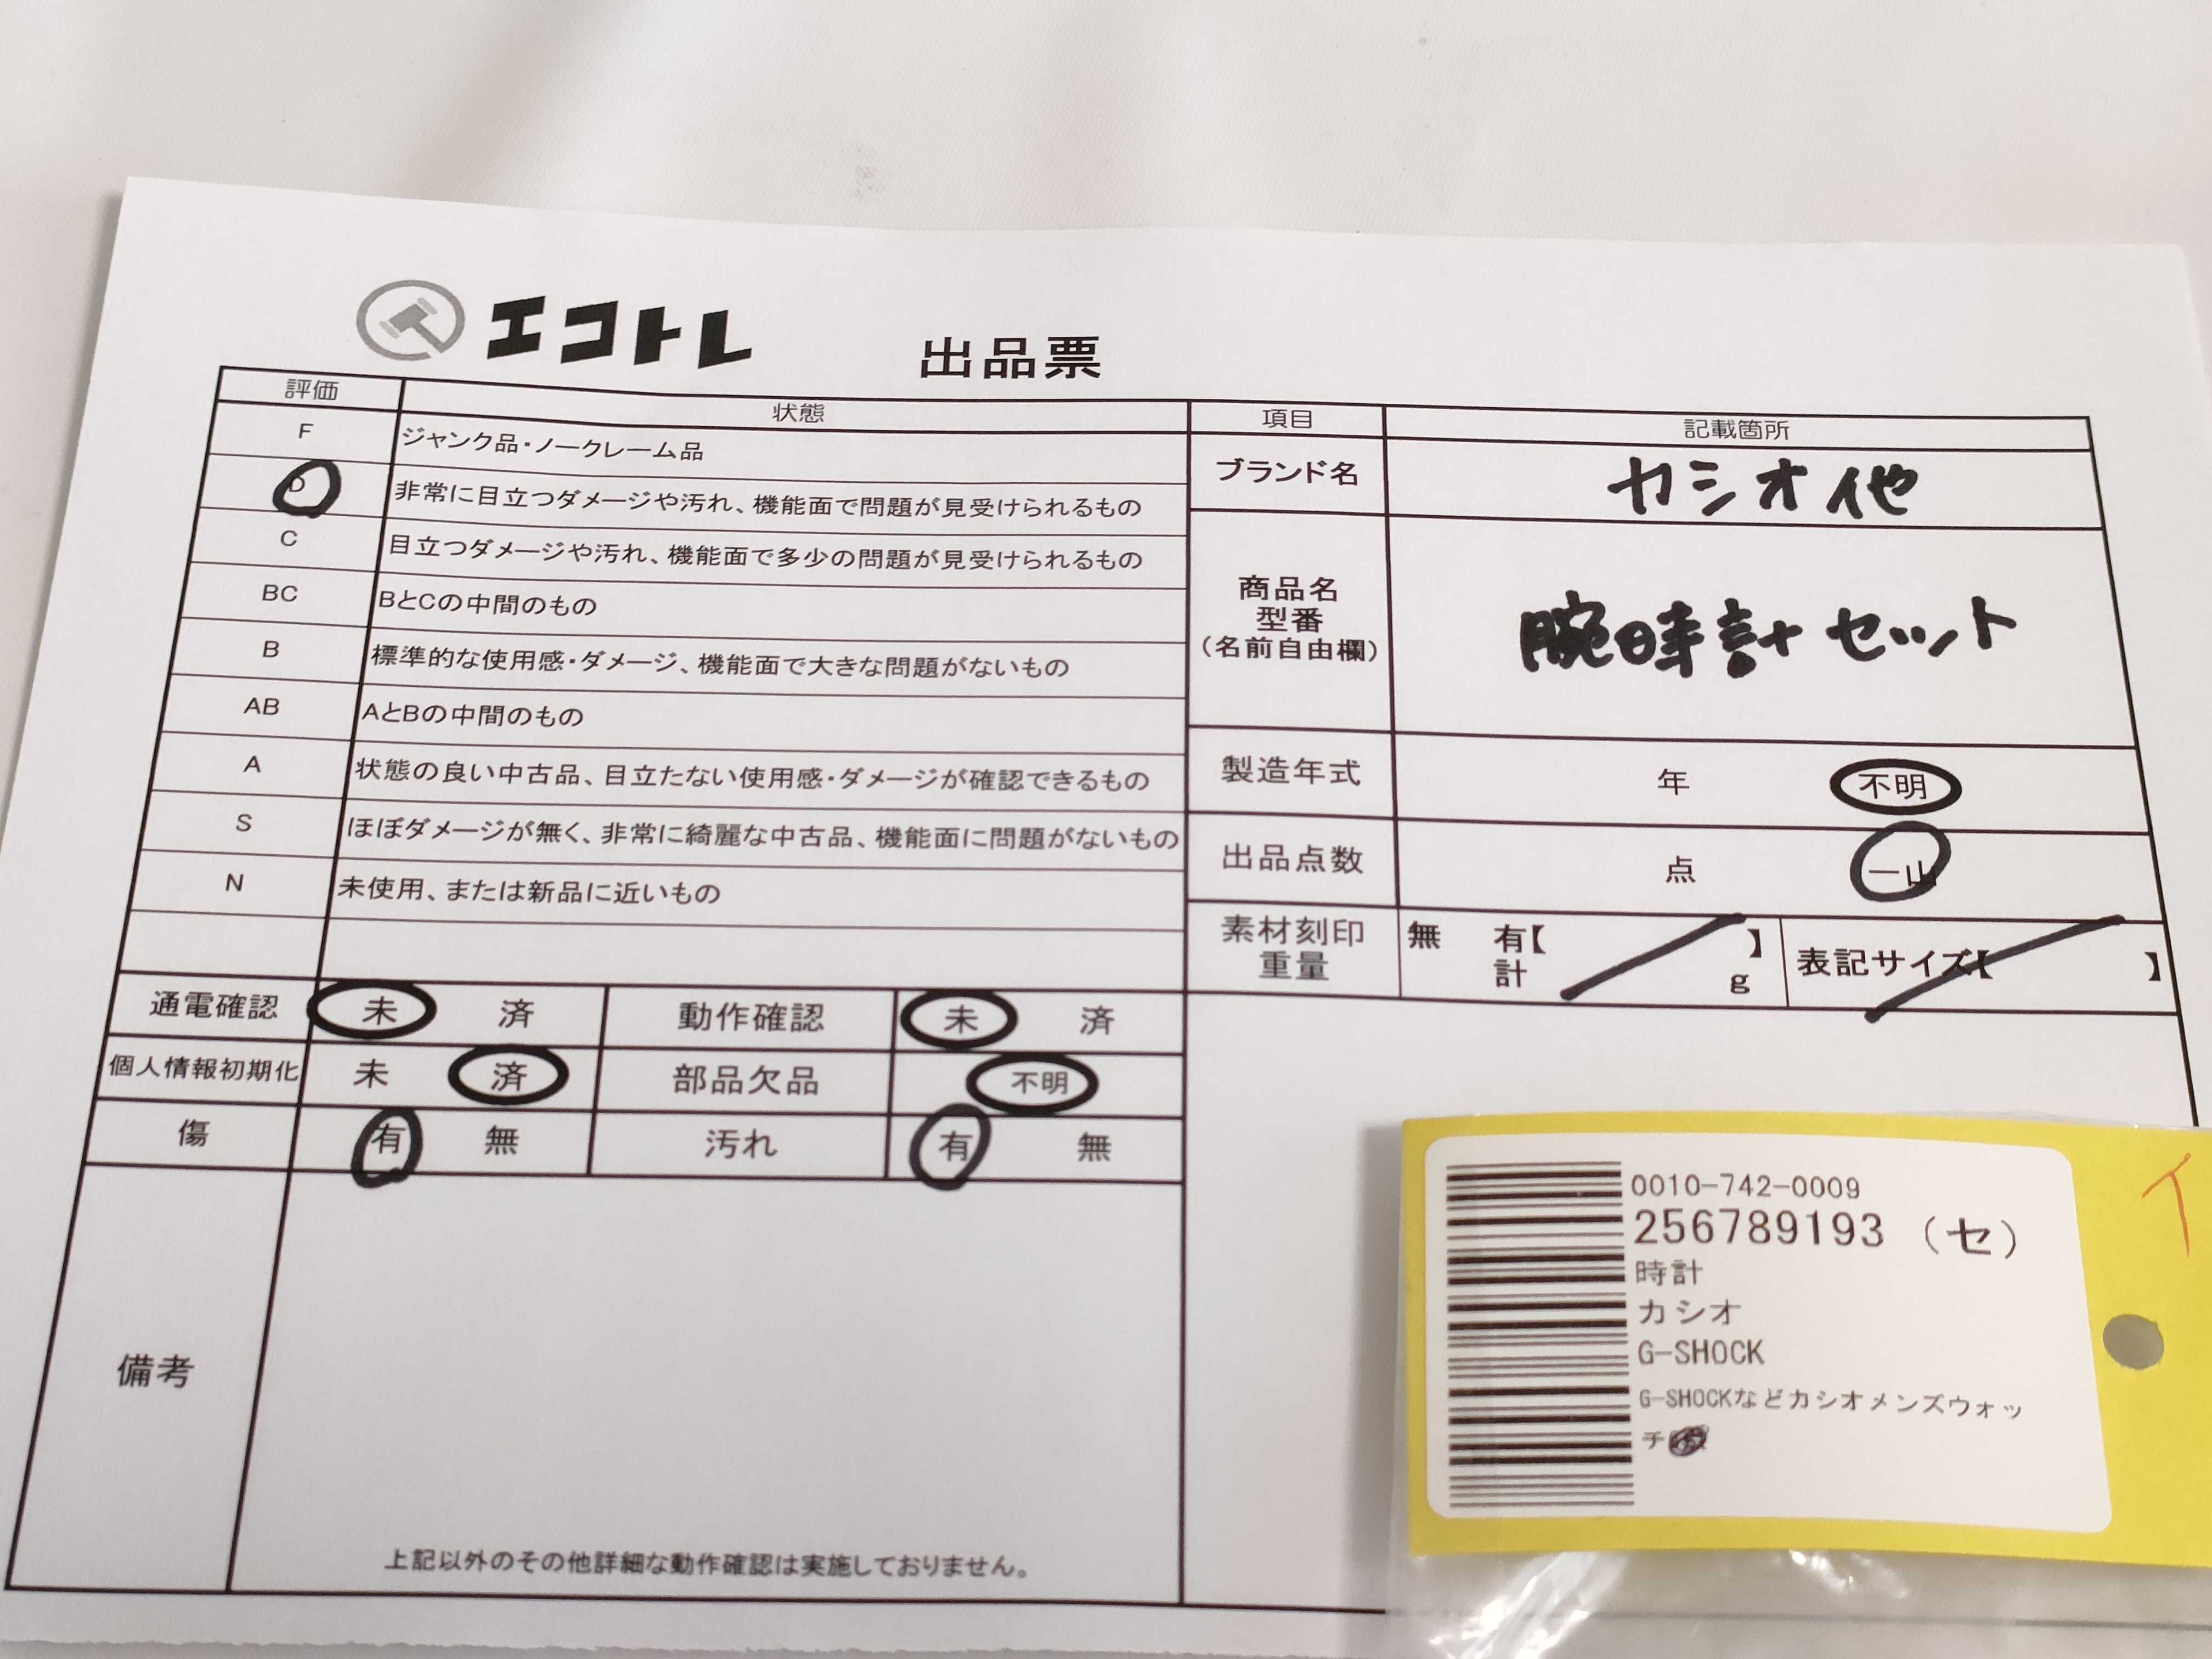 エコトレ
出品票
評価 状態
F ジャンク品・ノークレーム品
D 非常に目立つダメージや汚れ、機能面で問題が見受けられるもの
C 目立つダメージや汚れ、機能面で多少の問題が見受けられるもの
BC BとCの中間のもの
B 標準的な使用感・ダメージ、機能面で大きな問題がないもの
AB AとBの中間のもの
A 状態の良い中古品、目立たない使用感・ダメージが確認できるもの
S ほぼダメージが無く、非常に綺麗な中古品、機能面に問題がないもの
N 未使用、または新品に近いもの
通電確認 未 済 動作確認 未 済
個人情報初期化 未 済 部品欠品 不明
傷 有 無 汚れ 有 無
備考
上記以外のその他詳細な動作確認は実施しておりません。
項目 記載箇所
ブランド名 カシオ他
商品名
型番
(名前自由欄)
腕時計セット
製造年式 年 不明
出品点数 点 一山
素材刻印
重量
無 有【 】
計 g
表記サイズ【 】
0010-742-0009
256789193 (セ)
時計
カシオ
G-SHOCK
G-SHOCKなどカシオメンズウォッ
チ
イ